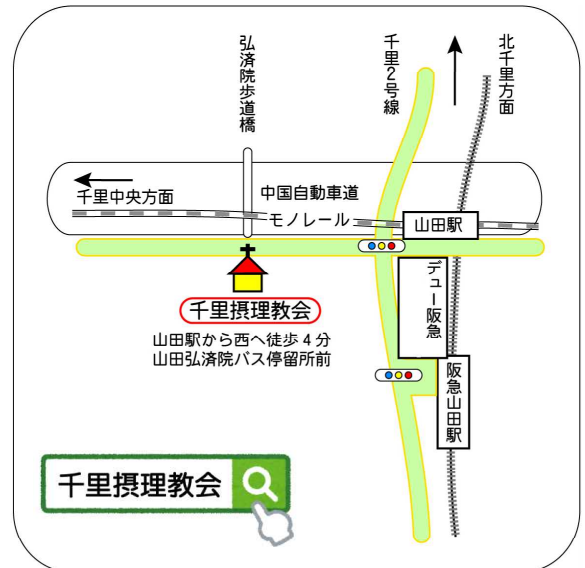 弘済院歩道橋
千里2号線
北千里方面
千里中央方面
中国自動車道
モノレール
山田駅
デュー阪急
千里摂理教会
山田駅から西へ徒歩4分
山田弘済院バス停留所前
阪急山田駅
千里摂理教会